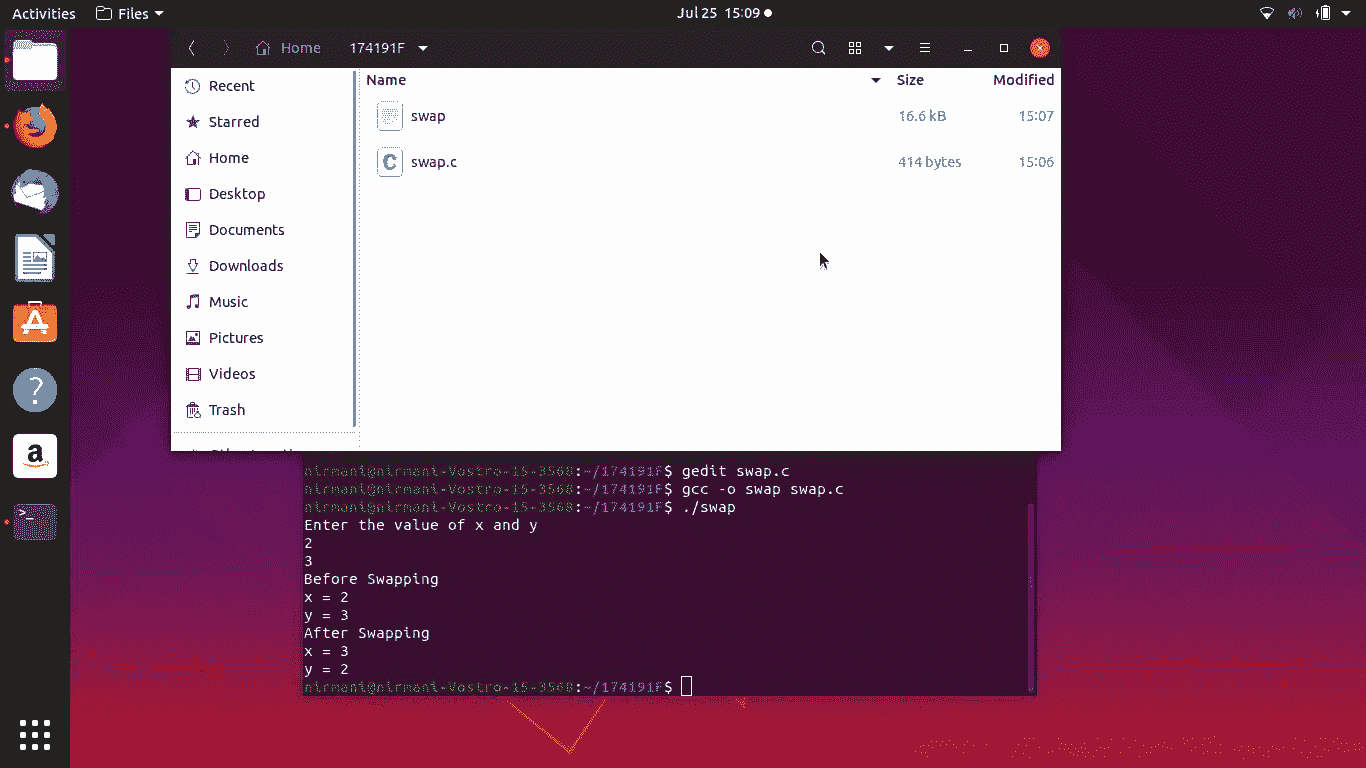 Activities Files Jul 25 15:09
Home 174191F
Name Size Modified
Recent
Starred
Home
Desktop
Documents
Downloads
Music
Pictures
Videos
Trash
swap 16.6 kB 15:07
swap.c 414 bytes 15:06
nirmani@nirmani-Vostro-15-3568:~/174191F$ gedit swap.c
nirmani@nirmani-Vostro-15-3568:~/174191F$ gcc -o swap swap.c
nirmani@nirmani-Vostro-15-3568:~/174191F$ ./swap
Enter the value of x and y
2
3
Before Swapping
x = 2
y = 3
After Swapping
x = 3
y = 2
nirmani@nirmani-Vostro-15-3568:~/174191F$